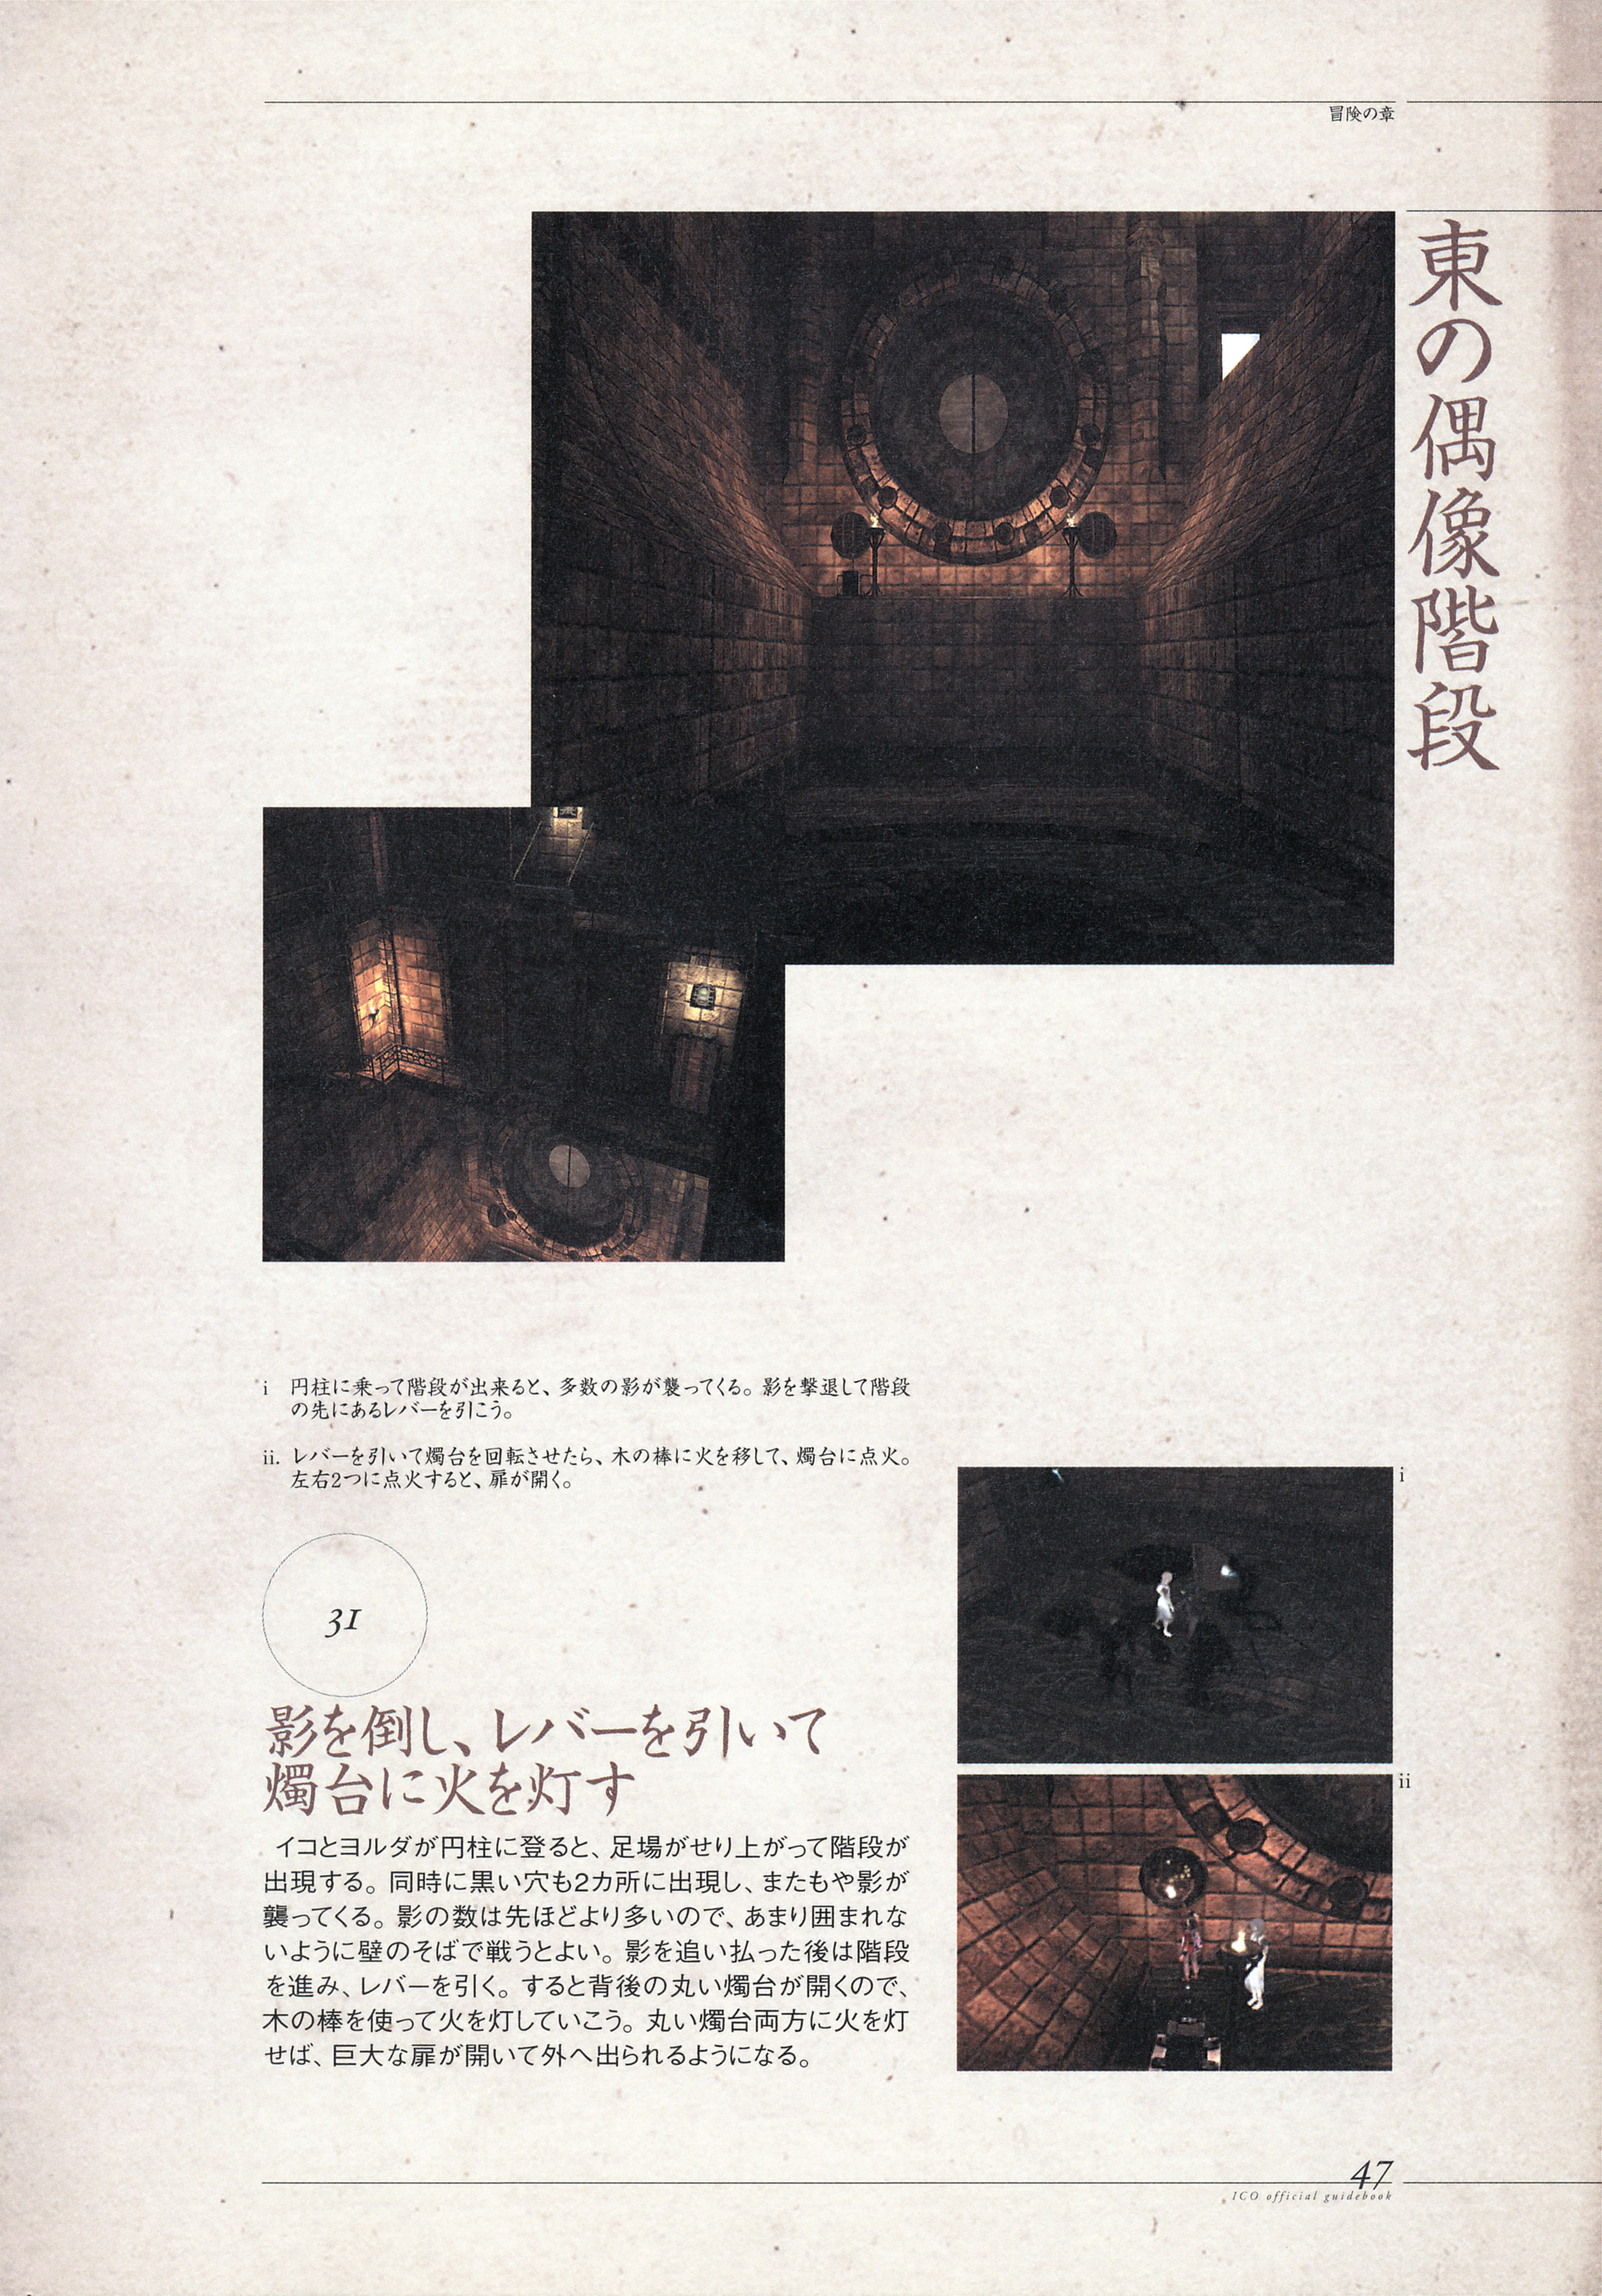 冒険の章
東の偶像階段
i 円柱に乗って階段が出来ると、多数の影が襲ってくる。影を撃退して階段
の先にあるレバーを引こう。
ii. レバーを引いて燭台を回転させたら、木の棒に火を移して、燭台に点火。
左右2つに点火すると、扉が開く。
i
31
影を倒し、レバーを引いて
燭台に火を灯す
ii
イコとヨルダが円柱に登ると、足場がせり上がって階段が
出現する。同時に黒い穴も2カ所に出現し、またもや影が
襲ってくる。影の数は先ほどより多いので、あまり囲まれな
いように壁のそばで戦うとよい。影を追い払った後は階段
を進み、レバーを引く。すると背後の丸い燭台が開くので、
木の棒を使って火を灯していこう。丸い燭台両方に火を灯
せば、巨大な扉が開いて外へ出られるようになる。
47
ICO official guidebook